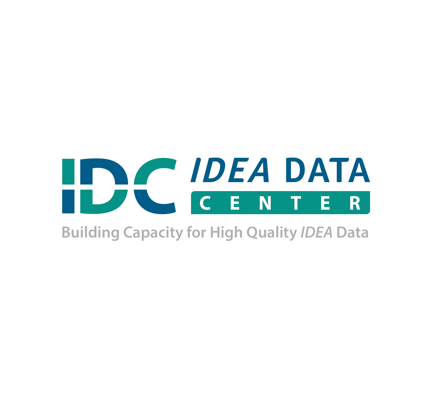 IDC IDEA DATA
CENTER
Building Capacity for High Quality IDEA Data